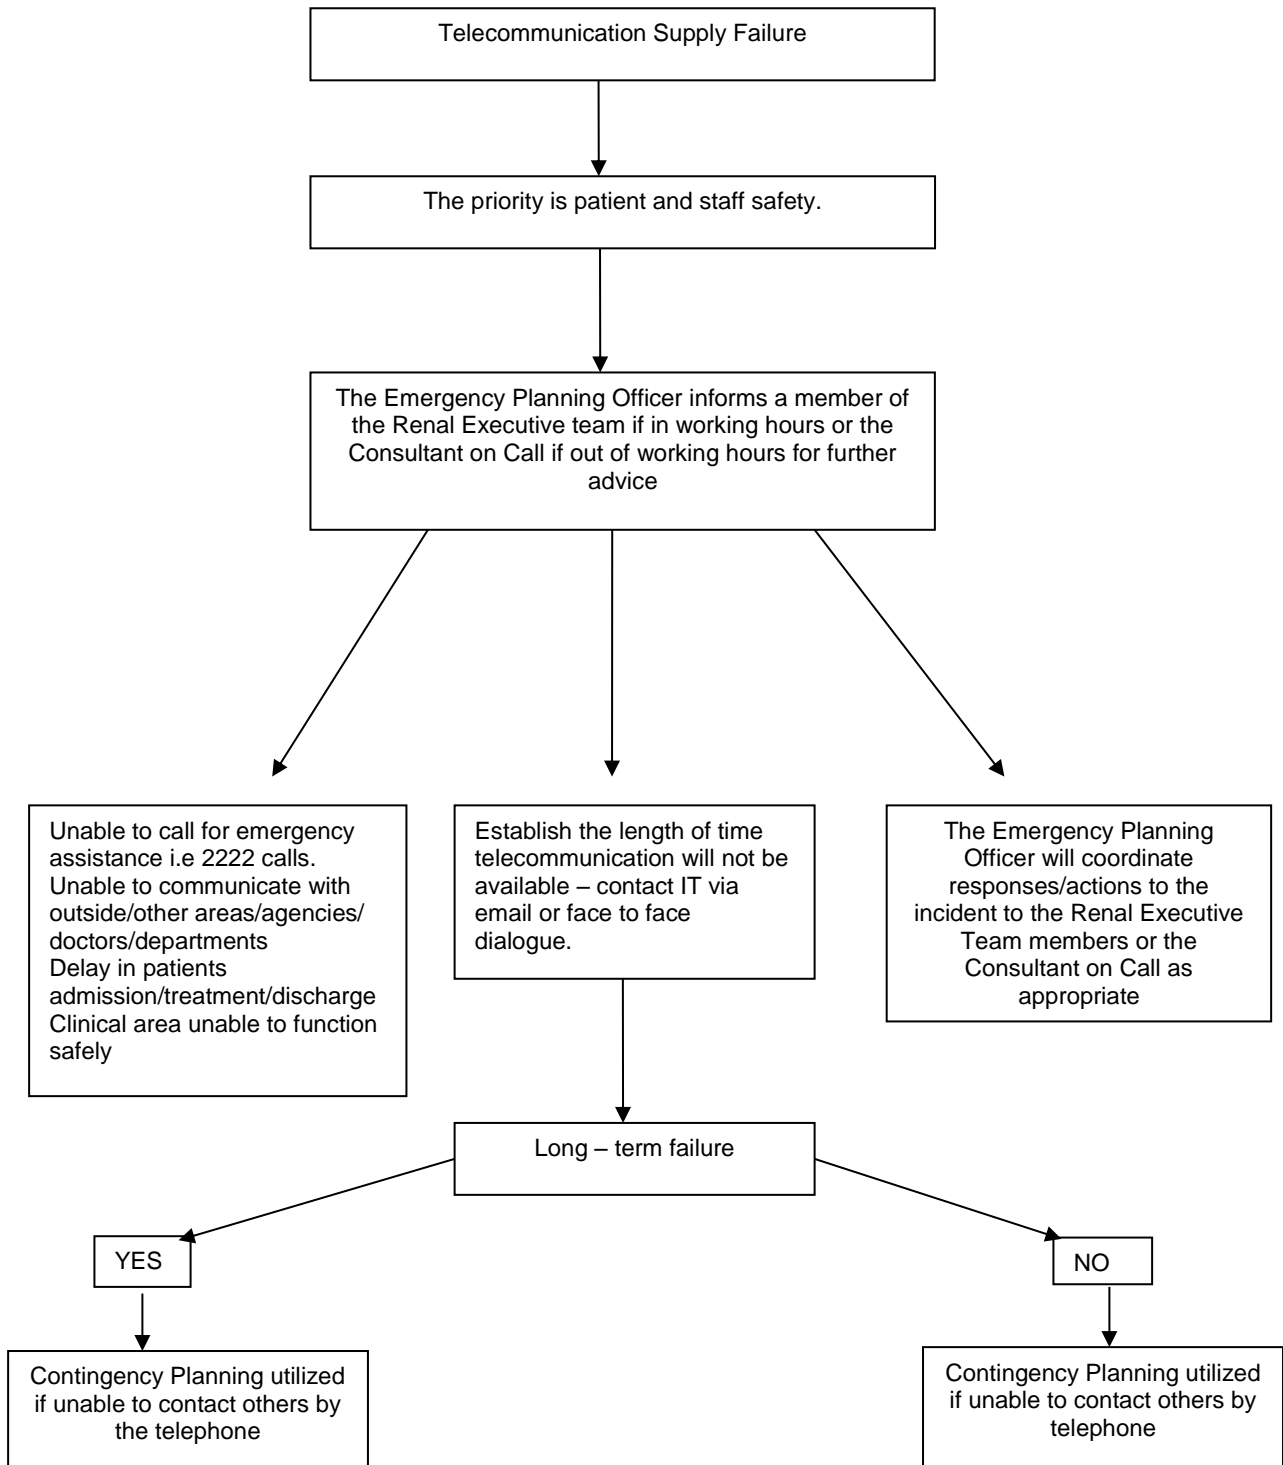 Telecommunication Supply Failure
The priority is patient and staff safety.
The Emergency Planning Officer informs a member of
the Renal Executive team if in working hours or the
Consultant on Call if out of working hours for further
advice
Unable to call for emergency
assistance i.e 2222 calls.
Unable to communicate with
outside/other areas/agencies/
doctors/departments
Delay in patients
admission/treatment/discharge
Clinical area unable to function
safely
Establish the length of time
telecommunication will not be
available – contact IT via
email or face to face
dialogue.
The Emergency Planning
Officer will coordinate
responses/actions to the
incident to the Renal Executive
Team members or the
Consultant on Call as
appropriate
Long – term failure
YES
NO
Contingency Planning utilized
if unable to contact others by
the telephone
Contingency Planning utilized
if unable to contact others by
telephone